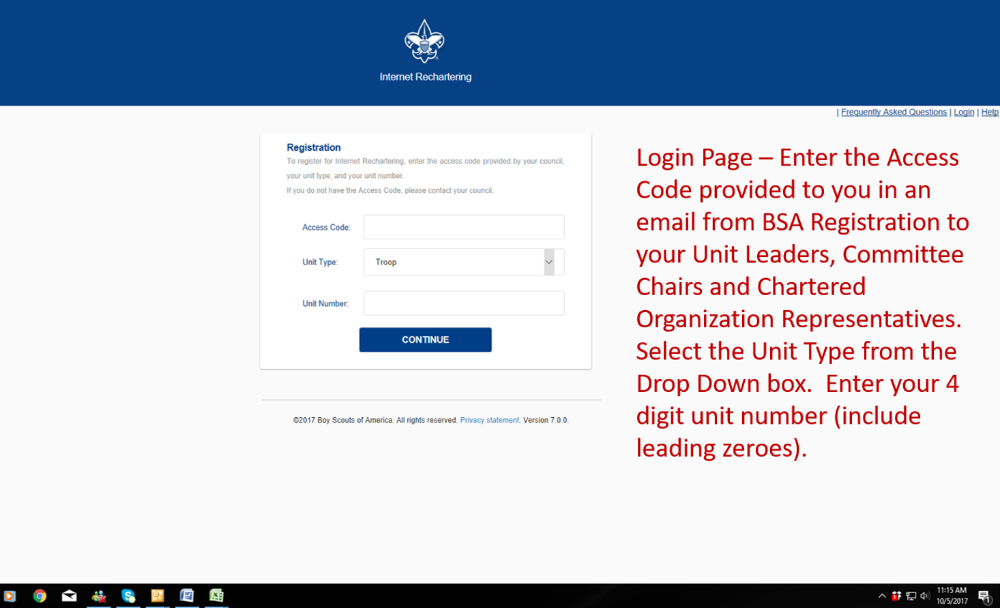 Internet Rechartering
| Frequently Asked Questions | Login | Help
Registration
To register for Internet Rechartering, enter the access code provided by your council,
your unit type, and your unit number.
If you do not have the Access Code, please contact your council.
Access Code:
Unit Type:
Troop
Unit Number:
CONTINUE
©2017 Boy Scouts of America. All rights reserved. Privacy statement. Version 7.0.0.
Login Page – Enter the Access
Code provided to you in an
email from BSA Registration to
your Unit Leaders, Committee
Chairs and Chartered
Organization Representatives.
Select the Unit Type from the
Drop Down box.  Enter your 4
digit unit number (include
leading zeroes).
11:15 AM
10/5/2017
1